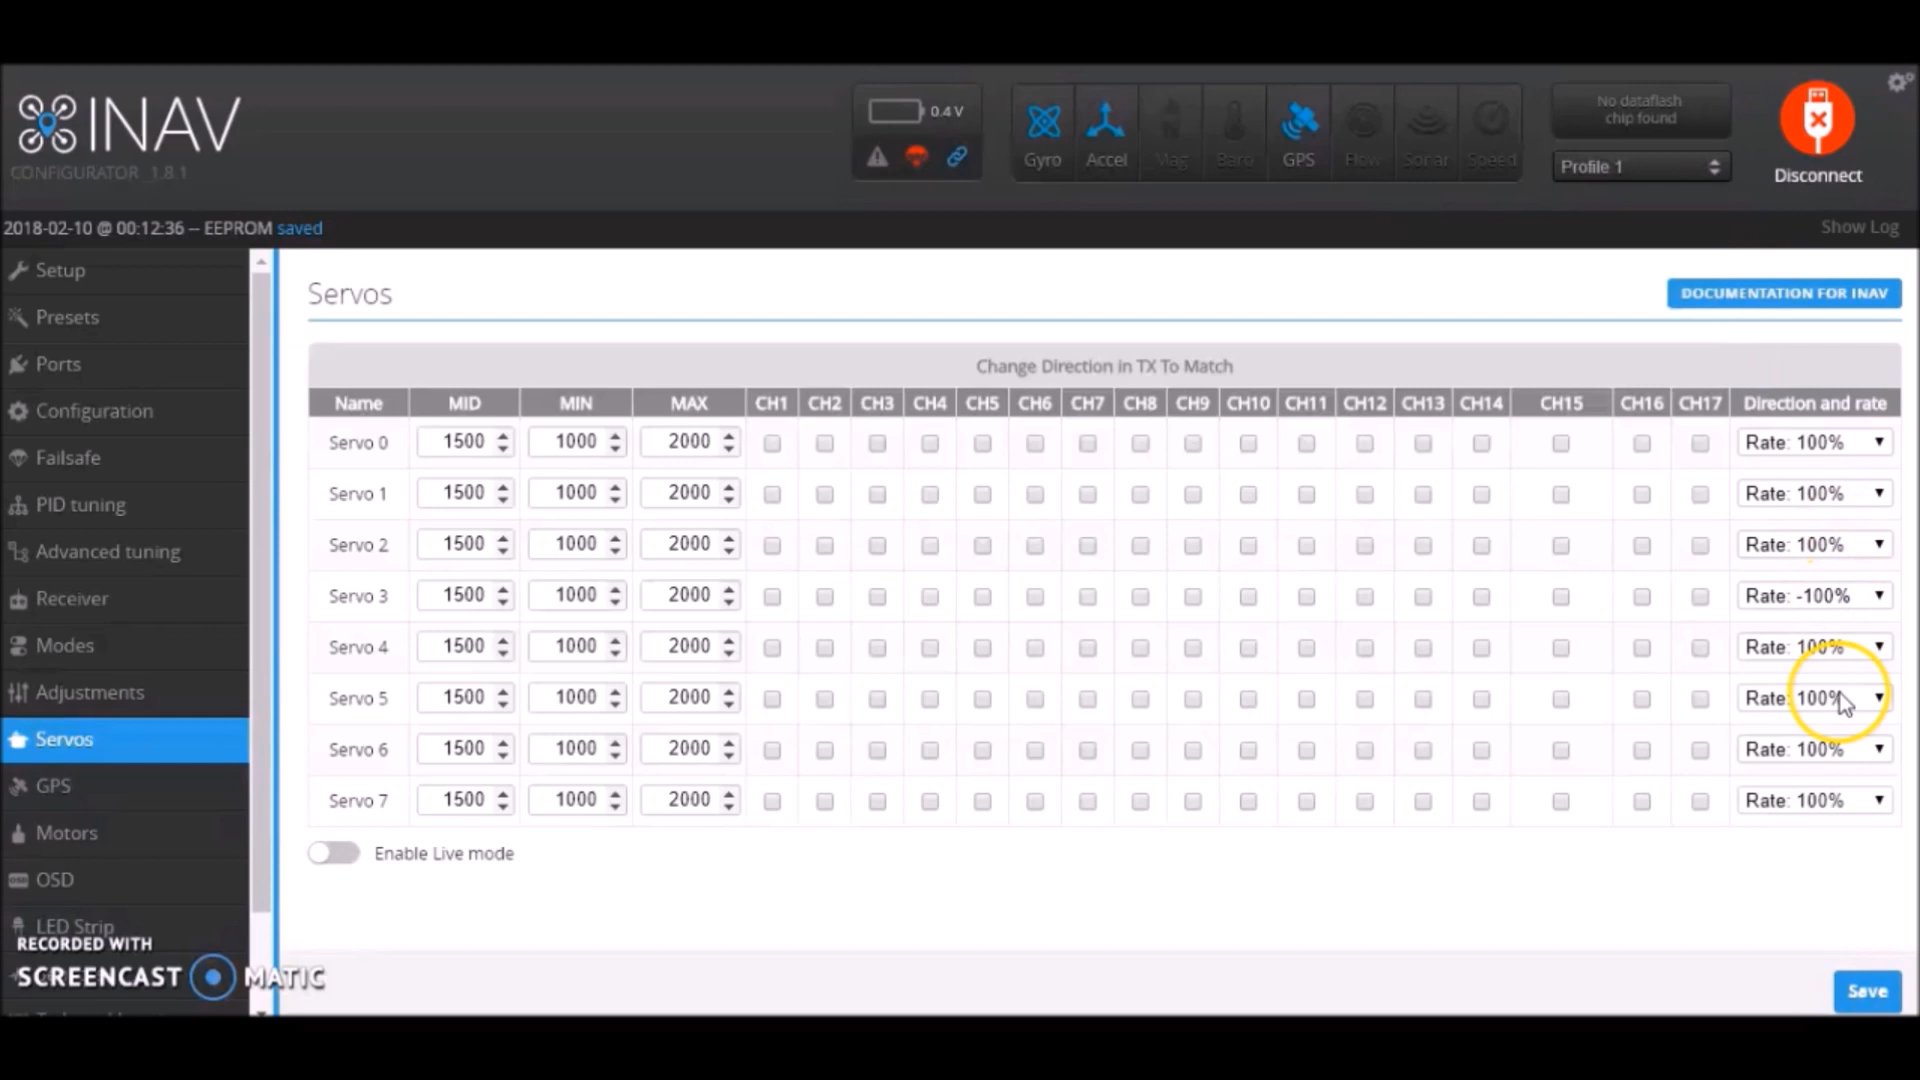 INAV
CONFIGURATOR 1.8.1
0.4 V
Gyro Accel Mag Baro GPS Flow Sonar Speed
No dataflash
chip found
Profile 1
Disconnect
2018-02-10 @ 00:12:36 -- EEPROM saved
Show Log
Setup
Presets
Ports
Configuration
Failsafe
PID tuning
Advanced tuning
Receiver
Modes
Adjustments
Servos
GPS
Motors
OSD
LED Strip
RECORDED WITH
SCREENCAST MATIC
Servos
DOCUMENTATION FOR INAV
Change Direction in TX To Match
Name MID MIN MAX CH1 CH2 CH3 CH4 CH5 CH6 CH7 CH8 CH9 CH10 CH11 CH12 CH13 CH14 CH15 CH16 CH17 Direction and rate
Servo 0 1500 1000 2000 Rate: 100%
Servo 1 1500 1000 2000 Rate: 100%
Servo 2 1500 1000 2000 Rate: 100%
Servo 3 1500 1000 2000 Rate: -100%
Servo 4 1500 1000 2000 Rate: 100%
Servo 5 1500 1000 2000 Rate: 100%
Servo 6 1500 1000 2000 Rate: 100%
Servo 7 1500 1000 2000 Rate: 100%
Enable Live mode
Save